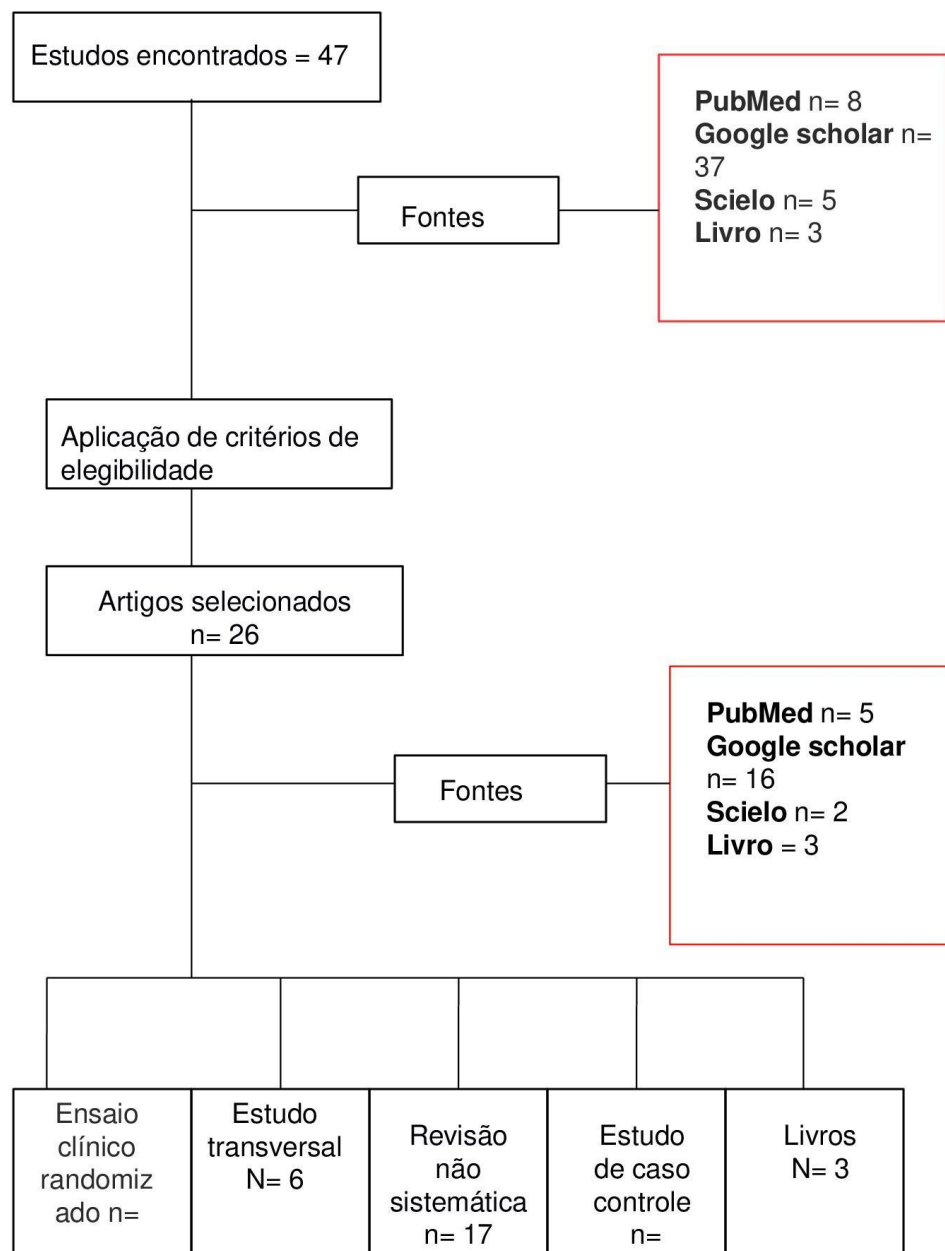 Estudos encontrados = 47
PubMed n= 8
Google scholar n=
37
Scielo n= 5
Livro n= 3
Fontes
Aplicação de critérios de
elegibilidade
Artigos selecionados
n= 26
PubMed n= 5
Google scholar
n= 16
Scielo n= 2
Livro = 3
Fontes
Ensaio
clínico
randomiz
ado n=
Estudo
transversal
N= 6
Revisão
não
sistemática
n= 17
Estudo
de caso
controle
n=
Livros
N= 3